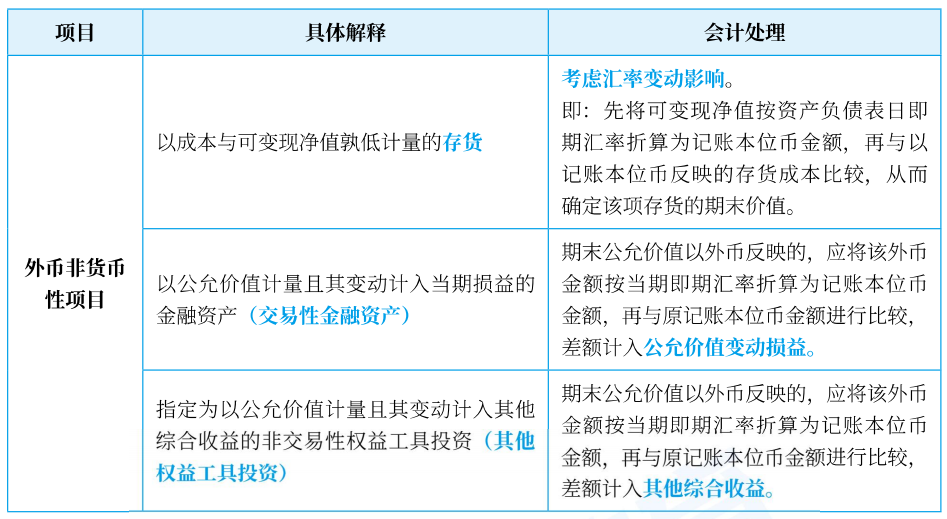 项目
具体解释
会计处理
外币非货币
性项目
以成本与可变现净值孰低计量的存货
考虑汇率变动影响。
即：先将可变现净值按资产负债表日即
期汇率折算为记账本位币金额，再与以
记账本位币反映的存货成本比较，从而
确定该项存货的期末价值。
以公允价值计量且其变动计入当期损益的
金融资产（交易性金融资产）
期末公允价值以外币反映的，应将该外币
金额按当期即期汇率折算为记账本位币
金额，再与原记账本位币金额进行比较，
差额计入公允价值变动损益。
指定为以公允价值计量且其变动计入其他
综合收益的非交易性权益工具投资（其他
权益工具投资）
期末公允价值以外币反映的，应将该外币
金额按当期即期汇率折算为记账本位币
金额，再与原记账本位币金额进行比较，
差额计入其他综合收益。